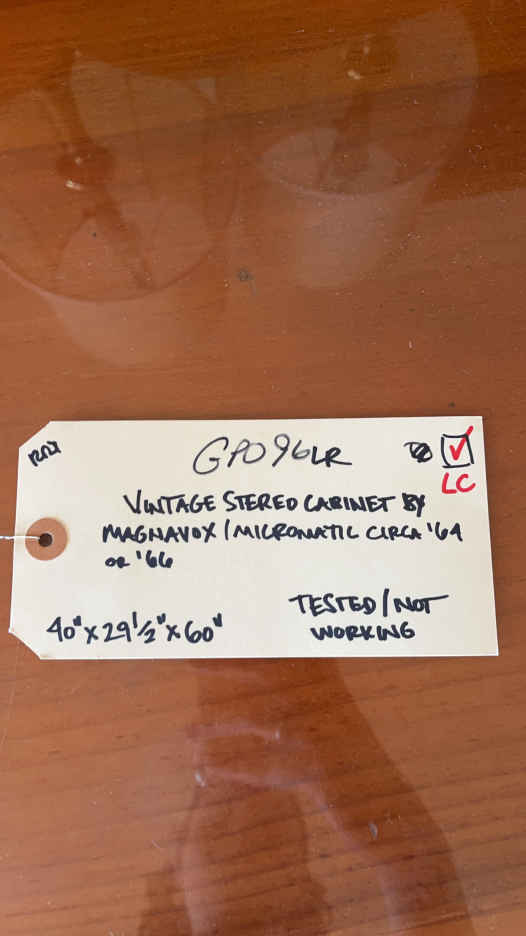 GPO96LR
LC
VINTAGE STEREO CABINET BY
MAGNAVOX/MICROMATIC CIRCA '64
OR '66
40" x 29 1/2" x 60"
TESTED/NOT
WORKING